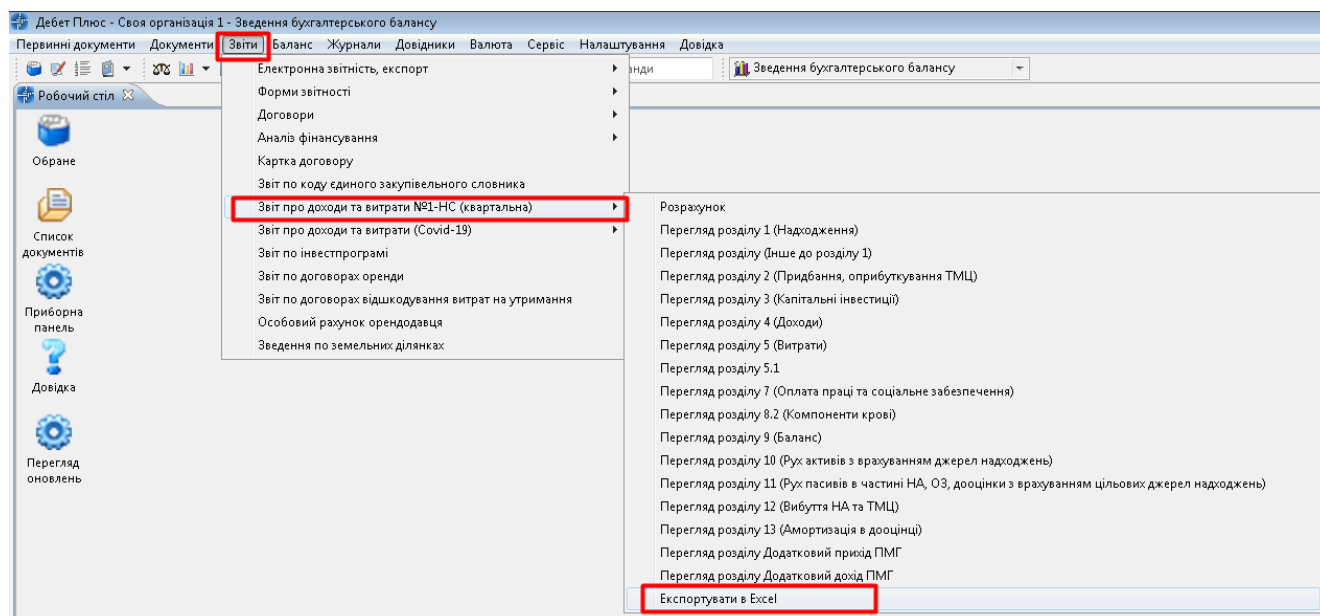 Дебет Плюс - Своя організація 1 - Зведення бухгалтерського балансу
Первинні документи Документи Звіти Баланс Журнали Довідники Валюта Сервіс Налаштування Довідка
Зведення бухгалтерського балансу
Робочий стіл
Обране
Список
документів
Приборна
панель
Довідка
Перегляд
оновлень
Електронна звітність, експорт
Форми звітності
Договори
Аналіз фінансування
Картка договору
Звіт по коду єдиного закупівельного словника
Звіт про доходи та витрати №1-НС (квартальна)
Звіт про доходи та витрати (Covid-19)
Звіт по інвестпрограмі
Звіт по договорах оренди
Звіт по договорах відшкодування витрат на утримання
Особовий рахунок орендодавця
Зведення по земельних ділянках
Розрахунок
Перегляд розділу 1 (Надходження)
Перегляд розділу (Інше до розділу 1)
Перегляд розділу 2 (Придбання, оприбуткування ТМЦ)
Перегляд розділу 3 (Капітальні інвестиції)
Перегляд розділу 4 (Доходи)
Перегляд розділу 5 (Витрати)
Перегляд розділу 5.1
Перегляд розділу 7 (Оплата праці та соціальне забезпечення)
Перегляд розділу 8.2 (Компоненти крові)
Перегляд розділу 9 (Баланс)
Перегляд розділу 10 (Рух активів з врахуванням джерел надходжень)
Перегляд розділу 11 (Рух пасивів в частині НА, ОЗ, дооцінки з врахуванням цільових джерел надходжень)
Перегляд розділу 12 (Вибуття НА та ТМЦ)
Перегляд розділу 13 (Амортизація в дооцінці)
Перегляд розділу Додатковий прихід ПМГ
Перегляд розділу Додатковий дохід ПМГ
Експортувати в Excel